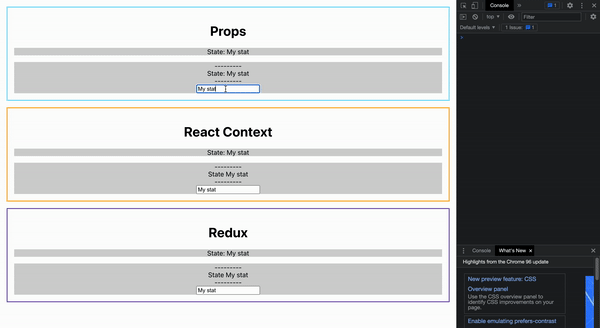 Props
State: My stat
---------
State: My stat
---------
My stat
React Context
State: My stat
---------
State My stat
---------
My stat
Redux
State: My stat
---------
State My stat
---------
My stat
Console
»
1
top
Filter
Default levels
1 Issue:
1
›
Console
What's New
×
Highlights from the Chrome 96 update
New preview feature: CSS
Overview panel
Use the CSS overview panel to
identify CSS improvements on your
page.
Enable emulating prefers-contrast